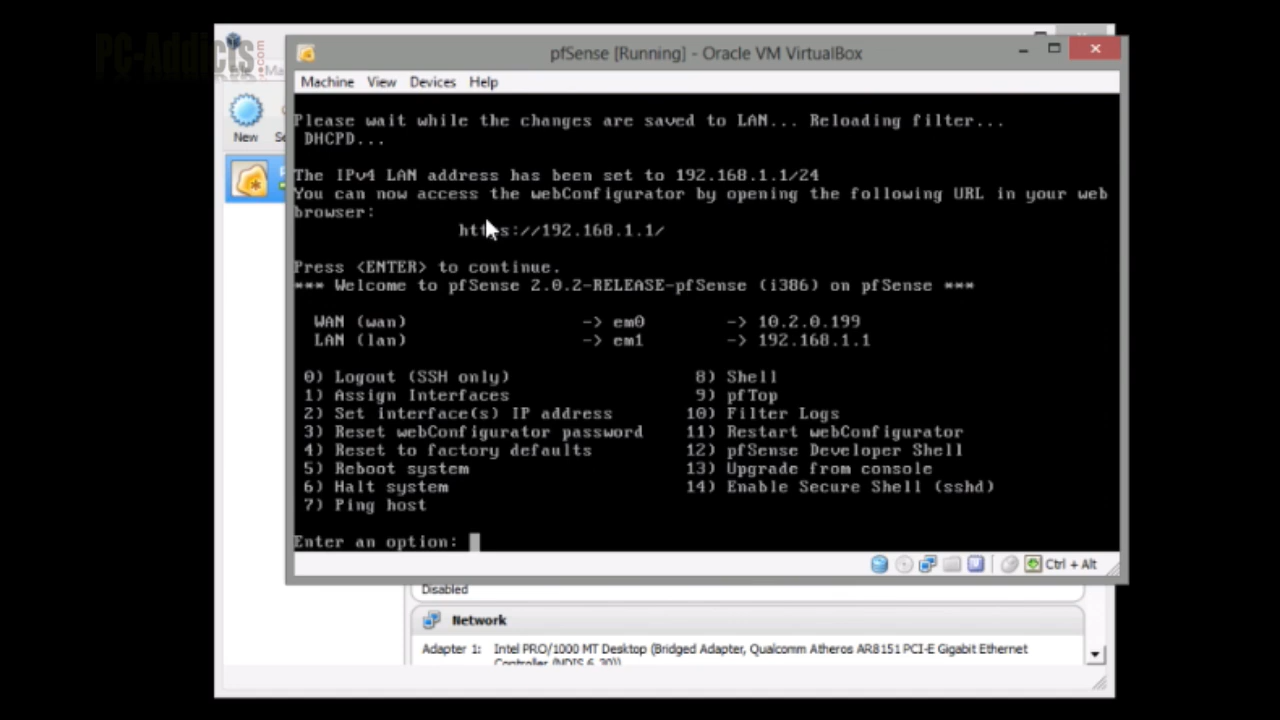 PC-Addicts
.com
pfSense [Running] - Oracle VM VirtualBox
Machine View Devices Help
New
Please wait while the changes are saved to LAN... Reloading filter...
DHCPD...
The IPv4 LAN address has been set to 192.168.1.1/24
You can now access the webConfigurator by opening the following URL in your web
browser:
https://192.168.1.1/
Press <ENTER> to continue.
*** Welcome to pfSense 2.0.2-RELEASE-pfSense (i386) on pfSense ***
WAN (wan) -> em0 -> 10.2.0.199
LAN (lan) -> em1 -> 192.168.1.1
0) Logout (SSH only) 8) Shell
1) Assign Interfaces 9) pfTop
2) Set interface(s) IP address 10) Filter Logs
3) Reset webConfigurator password 11) Restart webConfigurator
4) Reset to factory defaults 12) pfSense Developer Shell
5) Reboot system 13) Upgrade from console
6) Halt system 14) Enable Secure Shell (sshd)
7) Ping host
Enter an option:
Ctrl + Alt
Disabled
Network
Adapter 1: Intel PRO/1000 MT Desktop (Bridged Adapter, Qualcomm Atheros AR8151 PCI-E Gigabit Ethernet
Controller (NDIS 6.30))